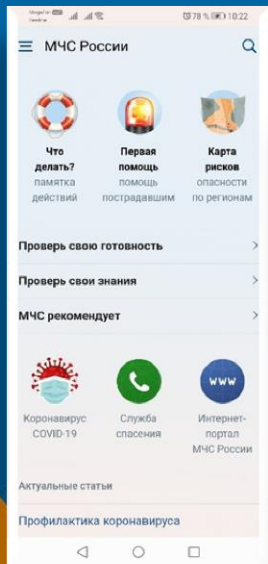 78 % 10:22
МЧС России
Что делать?
памятка действий
Первая помощь
помощь пострадавшим
Карта рисков
опасности по регионам
Проверь свою готовность
Проверь свои знания
МЧС рекомендует
Коронавирус COVID-19
Служба спасения
www
Интернет-портал МЧС России
Актуальные статьи
Профилактика коронавируса